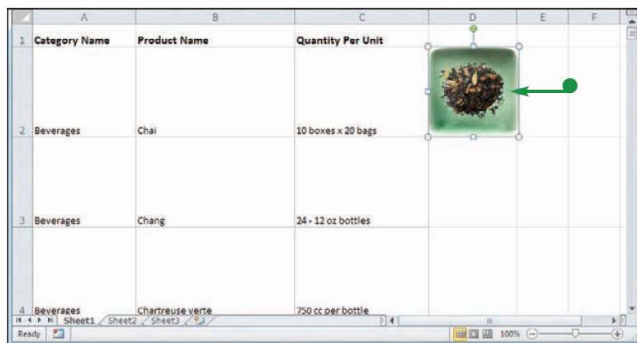 A B C D E F
1 Category Name Product Name Quantity Per Unit
2 Beverages Chai 10 boxes x 20 bags
3 Beverages Chang 24 - 12 oz bottles
4 Beverages Chartreuse verte 750 cc per bottle
Sheet1 Sheet2 Sheet3
Ready 100%